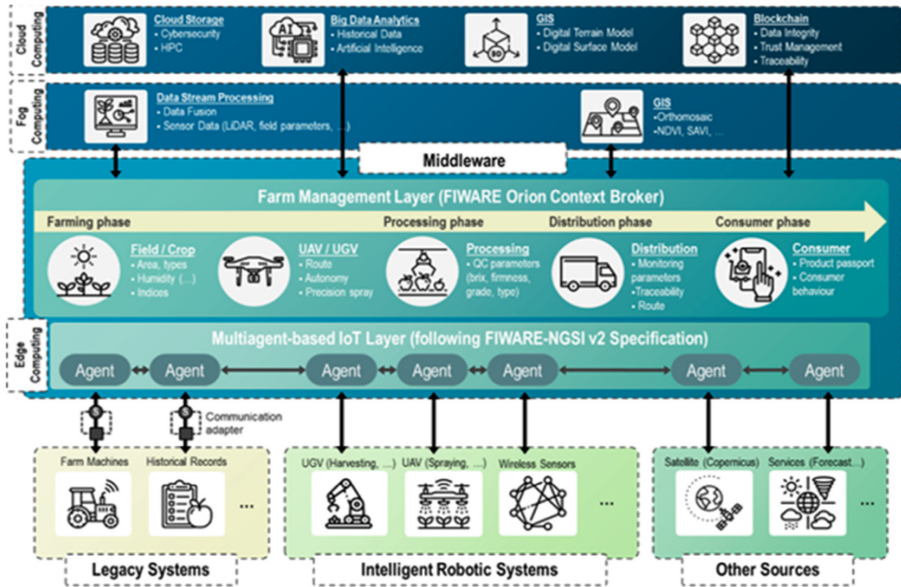 Cloud Computing
Cloud Storage
• Cybersecurity
• HPC
Big Data Analytics
• Historical Data
• Artificial Intelligence
AI
GIS
• Digital Terrain Model
• Digital Surface Model
3D
Blockchain
• Data Integrity
• Trust Management
• Traceability
Fog Computing
Data Stream Processing
• Data Fusion
• Sensor Data (LiDAR, field parameters, …)
GIS
• Orthomosaic
• NDVI, SAVI, …
Middleware
Farm Management Layer (FIWARE Orion Context Broker)
Farming phase
Processing phase
Distribution phase
Consumer phase
Field / Crop
• Area, types
• Humidity (…)
• Indices
UAV / UGV
• Route
• Autonomy
• Precision spray
Processing
• QC parameters
(brix, firmness,
grade, type)
Distribution
• Monitoring
parameters
•Traceability
• Route
Consumer
• Product passport
• Consumer
behaviour
Edge Computing
Multiagent-based IoT Layer (following FIWARE-NGSI v2 Specification)
Agent
Agent
Agent
Agent
Agent
Agent
Agent
Communication
adapter
Farm Machines
Historical Records
...
Legacy Systems
UGV (Harvesting, …)
UAV (Spraying, …)
Wireless Sensors
...
Intelligent Robotic Systems
Satellite (Copernicus)
Services (Forecast…)
...
Other Sources